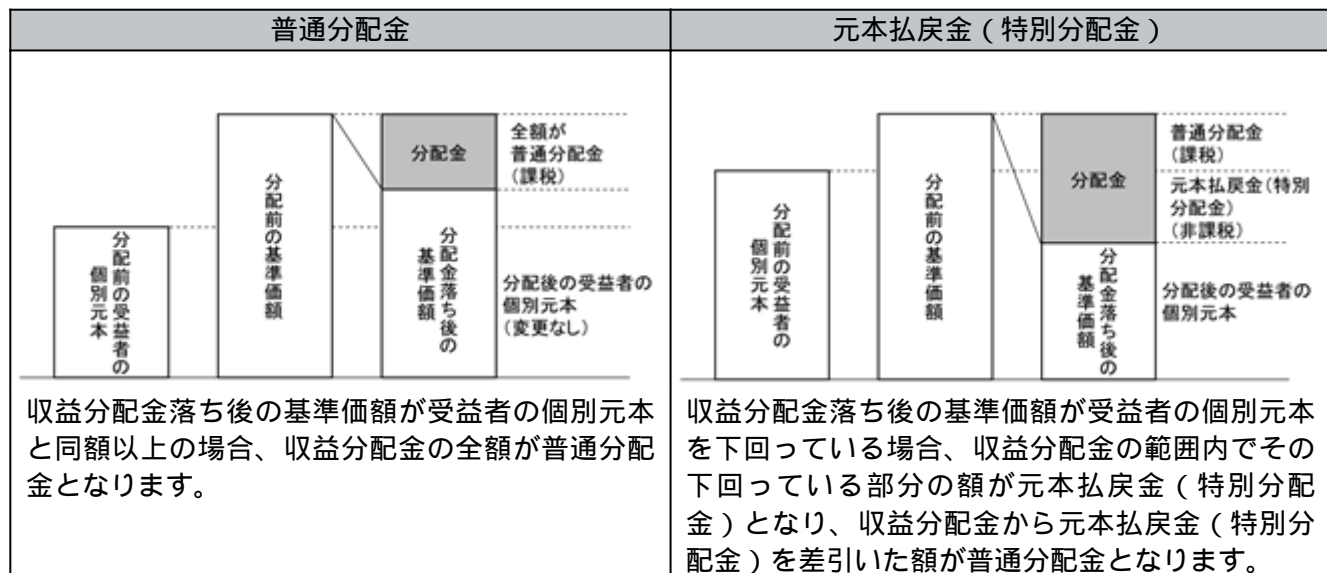 普通分配金
分配前の受益者の
個別元本
分配前の基準価額
分配金
分配金落ち後の
基準価額
全額が
普通分配金
(課税)
分配後の受益者の
個別元本
(変更なし)
収益分配金落ち後の基準価額が受益者の個別元本
と同額以上の場合、収益分配金の全額が普通分配
金となります。
元本払戻金(特別分配金)
分配前の受益者の
個別元本
分配前の基準価額
分配金
分配金落ち後の
基準価額
普通分配金
(課税)
元本払戻金(特別
分配金)
(非課税)
分配後の受益者の
個別元本
収益分配金落ち後の基準価額が受益者の個別元本
を下回っている場合、収益分配金の範囲内でその
下回っている部分の額が元本払戻金(特別分配
金)となり、収益分配金から元本払戻金(特別分
配金)を差引いた額が普通分配金となります。